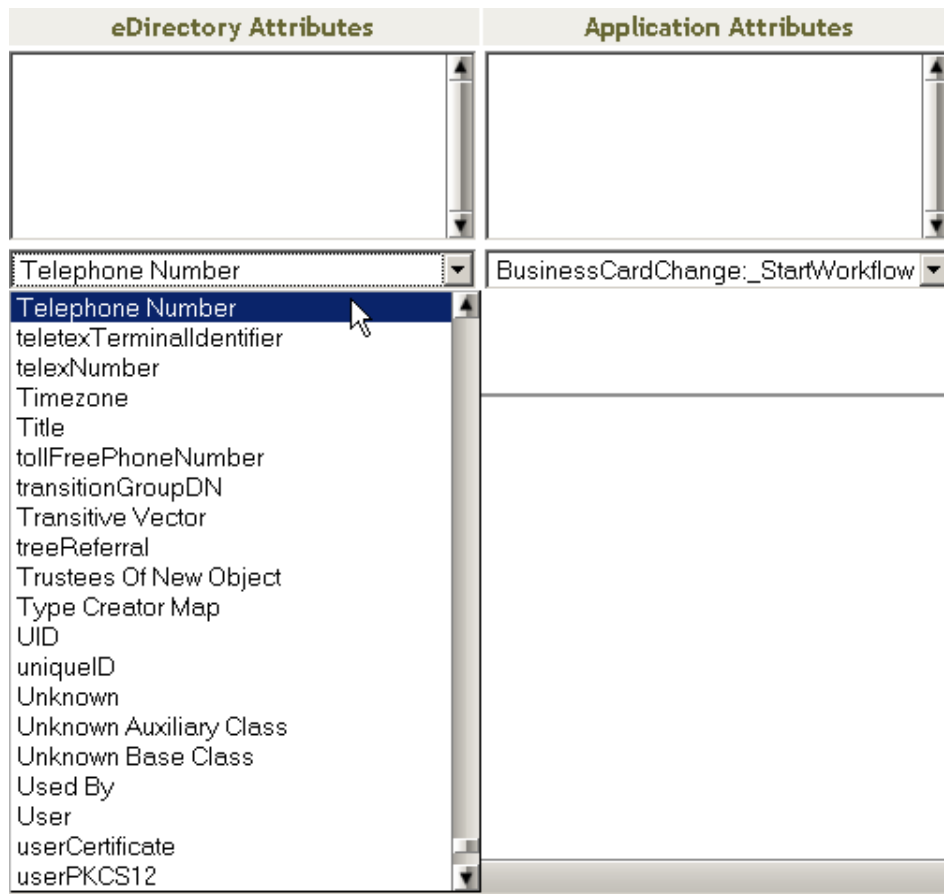 eDirectory Attributes
Application Attributes
Telephone Number
BusinessCardChange:_StartWorkflow
Telephone Number
teletexTerminalIdentifier
telexNumber
Timezone
Title
tollFreePhoneNumber
transitionGroupDN
Transitive Vector
treeReferral
Trustees Of New Object
Type Creator Map
UID
uniqueID
Unknown
Unknown Auxiliary Class
Unknown Base Class
Used By
User
userCertificate
userPKCS12